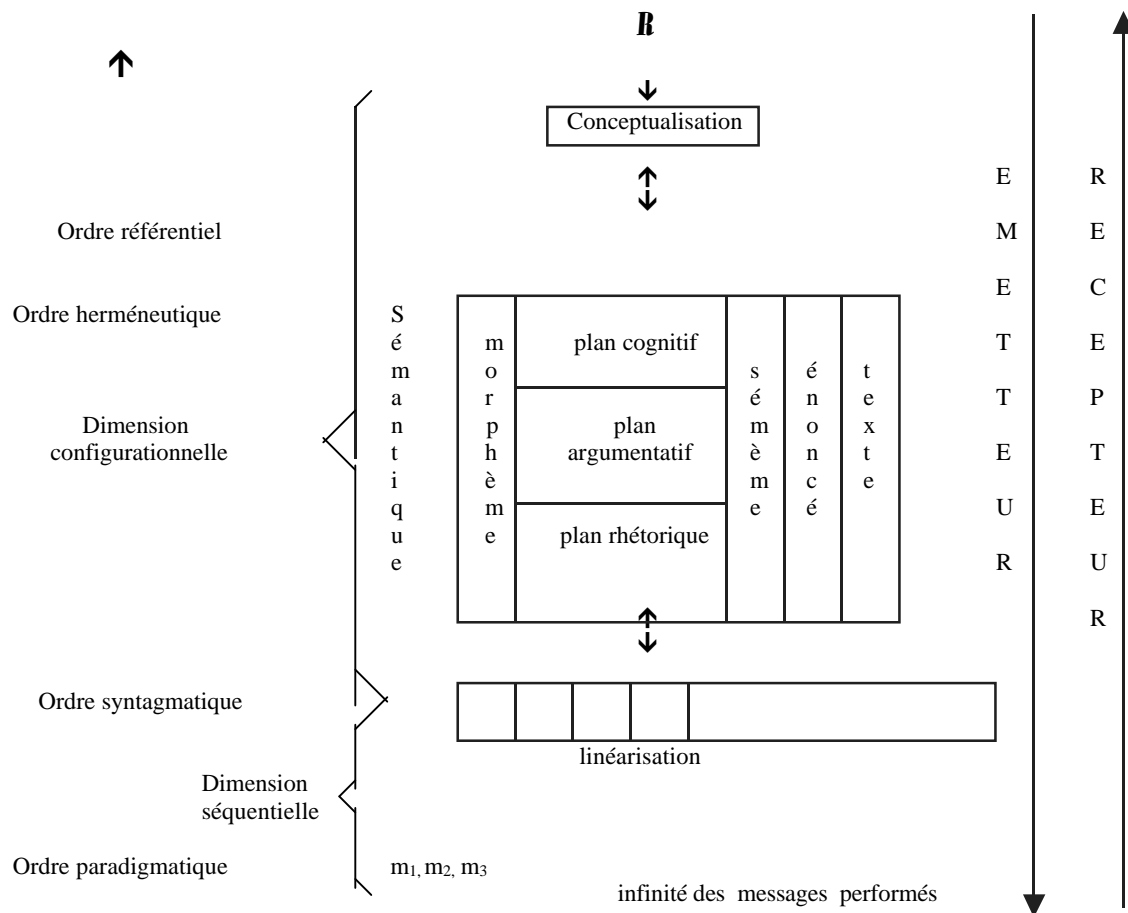 R
Conceptualisation
Ordre référentiel
Ordre herméneutique
Dimension
configurationnelle
Sémantique
morphème
plan cognitif
plan
argumentatif
plan rhétorique
sémème
énoncé
texte
EMETTEUR
RECEPTEUR
Ordre syntagmatique
linéarisation
Dimension
séquentielle
Ordre paradigmatique
m1, m2, m3
infinité des messages performés